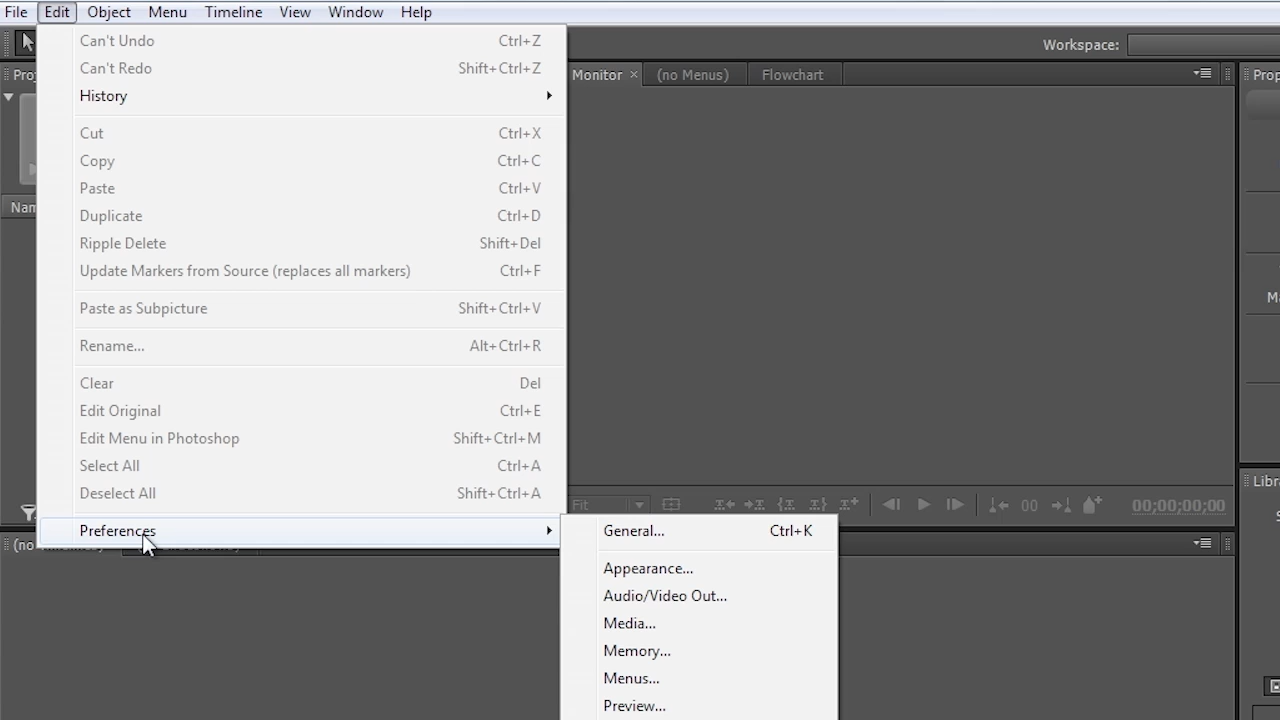 File Edit Object Menu Timeline View Window Help
Workspace:
Can't Undo Ctrl+Z
Can't Redo Shift+Ctrl+Z
History
Monitor × (no Menus) Flowchart
Cut Ctrl+X
Copy Ctrl+C
Paste Ctrl+V
Duplicate Ctrl+D
Ripple Delete Shift+Del
Update Markers from Source (replaces all markers) Ctrl+F
Paste as Subpicture Shift+Ctrl+V
Rename... Alt+Ctrl+R
Clear Del
Edit Original Ctrl+E
Edit Menu in Photoshop Shift+Ctrl+M
Select All Ctrl+A
Deselect All Shift+Ctrl+A
Fit 00;00;00;00
Preferences
General... Ctrl+K
Appearance...
Audio/Video Out...
Media...
Memory...
Menus...
Preview...